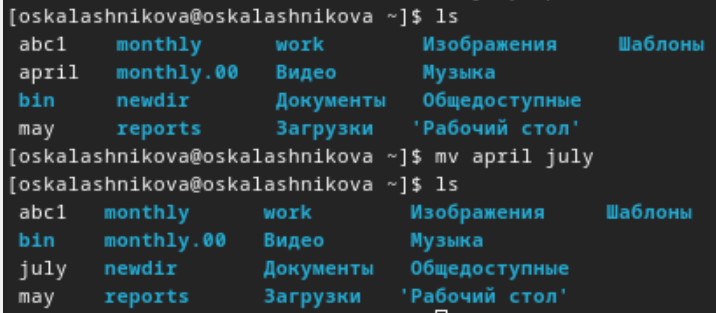 [oskalashnikova@oskalashnikova ~]$ ls
abc1 monthly work Изображения Шаблоны
april monthly.00 Видео Музыка
bin newdir Документы Общедоступные
may reports Загрузки 'Рабочий стол'
[oskalashnikova@oskalashnikova ~]$ mv april july
[oskalashnikova@oskalashnikova ~]$ ls
abc1 monthly work Изображения Шаблоны
bin monthly.00 Видео Музыка
july newdir Документы Общедоступные
may reports Загрузки 'Рабочий стол'